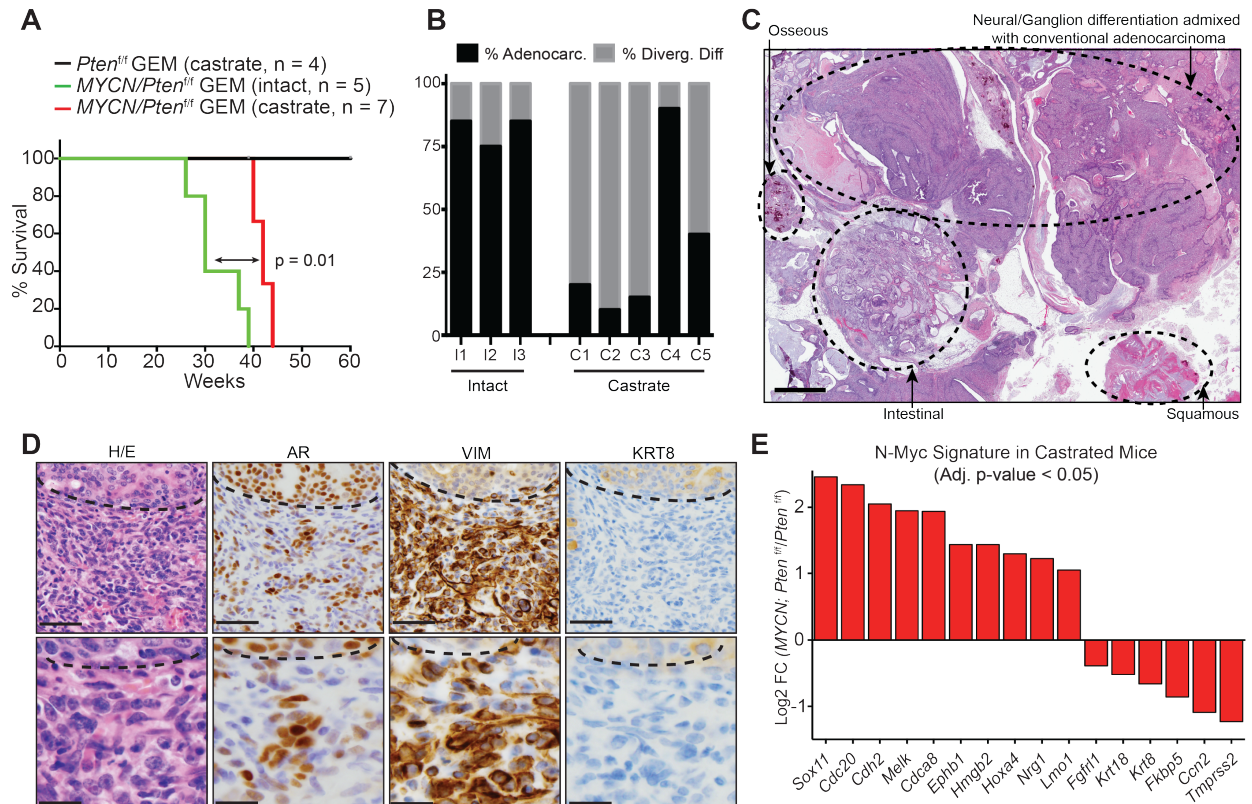 A
Pten^f/f GEM (castrate, n = 4)
MYCN/Pten^f/f GEM (intact, n = 5)
MYCN/Pten^f/f GEM (castrate, n = 7)
% Survival
100
80
60
40
20
0
p = 0.01
0 10 20 30 40 50 60
Weeks
B
% Adenocarc. % Diverg. Diff
100
75
50
25
0
I1 I2 I3 C1 C2 C3 C4 C5
Intact Castrate
C
Osseous
Neural/Ganglion differentiation admixed
with conventional adenocarcinoma
Intestinal
Squamous
D
H/E AR VIM KRT8
E
N-Myc Signature in Castrated Mice
(Adj. p-value < 0.05)
Log2 FC (MYCN; Pten^f/f/Pten^f/f)
2
1
0
-1
Sox11 Cdc20 Cdh2 Melk Cdca8 Ephb1 Hmgb2 Hoxa4 Nrg1 Lmo1 Fgfrl1 Krt18 Krt8 Fkbp5 Ccn2 Tmprss2